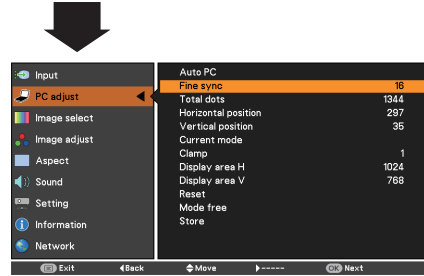 Input
PC adjust
Image select
Image adjust
Aspect
Sound
Setting
Information
Network
Auto PC
Fine sync 16
Total dots 1344
Horizontal position 297
Vertical position 35
Current mode
Clamp 1
Display area H 1024
Display area V 768
Reset
Mode free
Store
Exit Back Move ----- OK Next